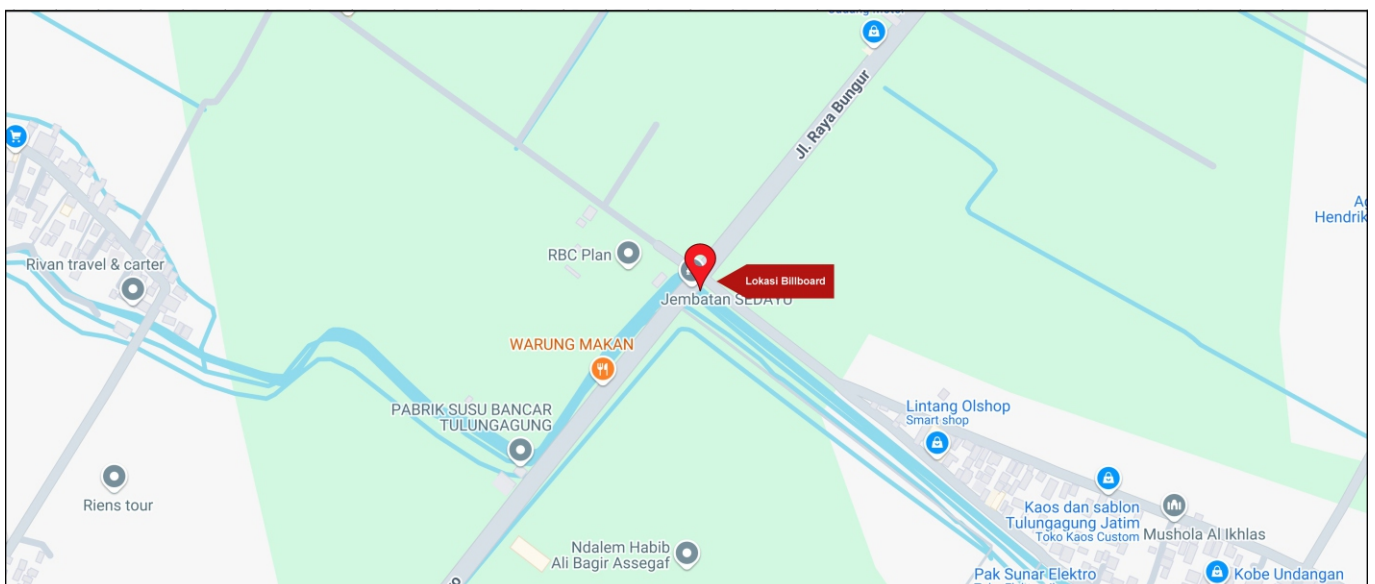 Jl. Raya Bungur
Hendrik
RBC Plan
Rivan travel & carter
Lokasi Billboard
Jembatan SEDAYU
WARUNG MAKAN
PABRIK SUSU BANCAR
TULUNGAGUNG
Lintang Olshop
Smart shop
Riens tour
Kaos dan sablon
Tulungagung Jatim
Toko Kaos Custom
Mushola Al Ikhlas
Ndalem Habib
Ali Bagir Assegaf
Pak Sunar Elektro
Kobe Undangan